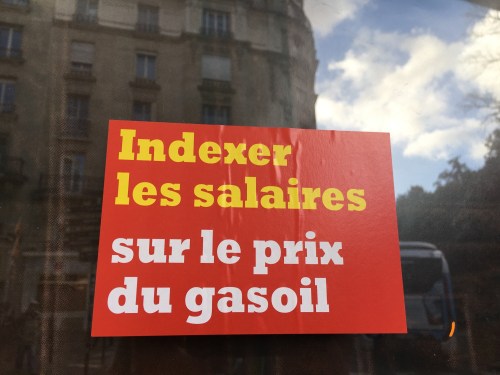 Indexer
les salaires
sur le prix
du gasoil